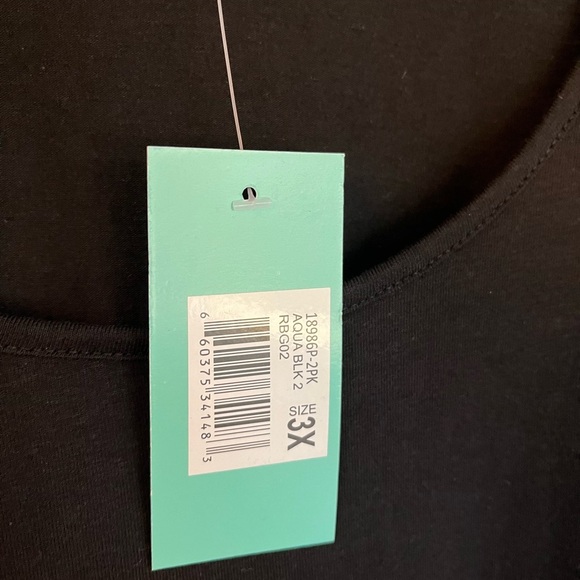 18986P-2PK
AQUA BLK 2
RBG02
SIZE
3X
6 60375 34148 3